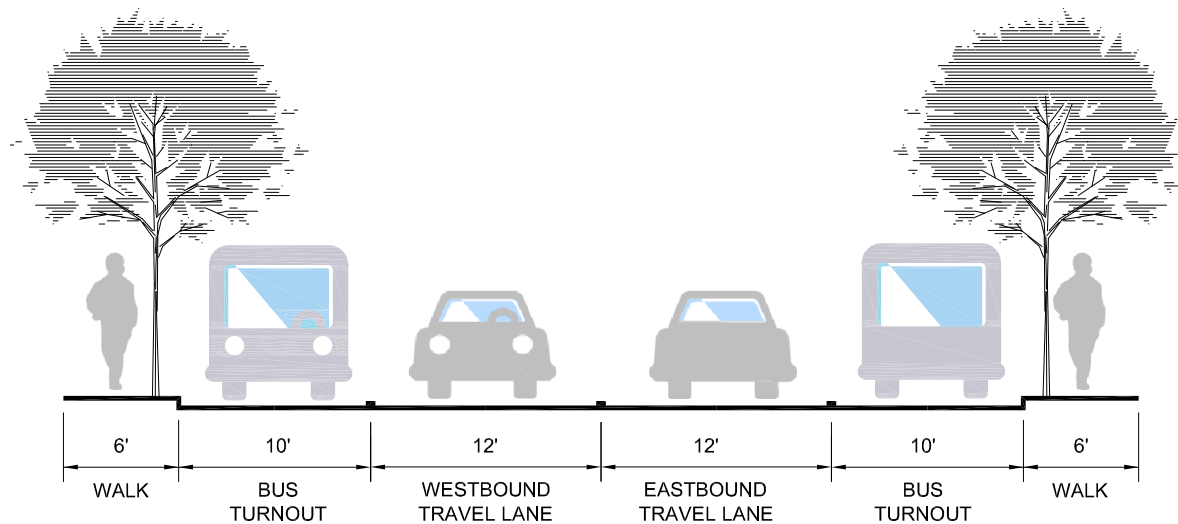 6' 10' 12' 12' 10' 6'
WALK BUS WESTBOUND EASTBOUND BUS WALK
TURNOUT TRAVEL LANE TRAVEL LANE TURNOUT